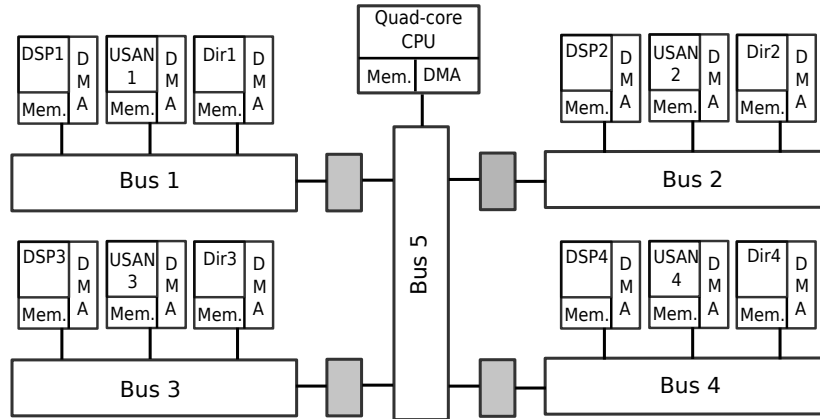 Quad-core
CPU
Mem. DMA
DSP1
Mem.
D
M
A
USAN
1
Mem.
D
M
A
Dir1
Mem.
D
M
A
DSP2
Mem.
D
M
A
USAN
2
Mem.
D
M
A
Dir2
Mem.
D
M
A
Bus 1
Bus 2
Bus 5
DSP3
Mem.
D
M
A
USAN
3
Mem.
D
M
A
Dir3
Mem.
D
M
A
DSP4
Mem.
D
M
A
USAN
4
Mem.
D
M
A
Dir4
Mem.
D
M
A
Bus 3
Bus 4